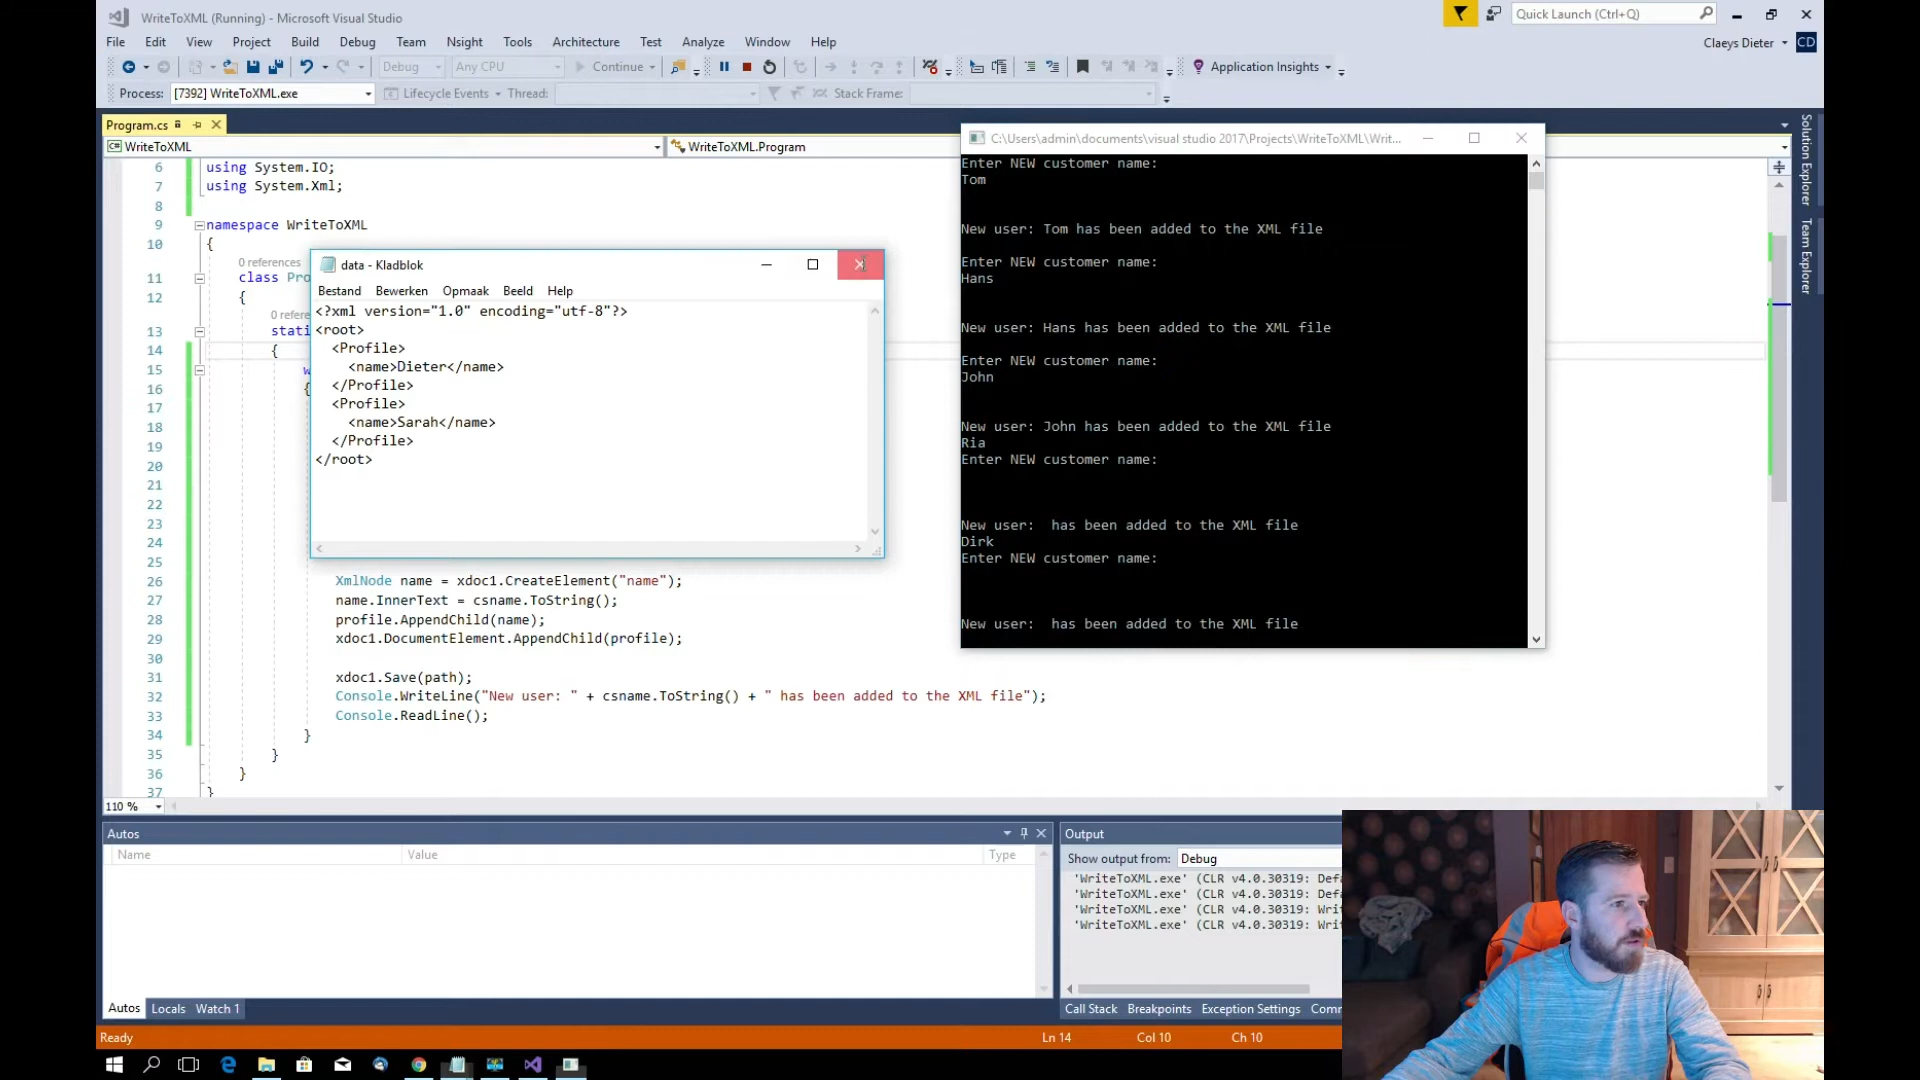 WriteToXML (Running) - Microsoft Visual Studio
Quick Launch (Ctrl+Q)
File Edit View Project Build Debug Team Nsight Tools Architecture Test Analyze Window Help
Claeys Dieter CD
Debug Any CPU Continue Application Insights
Process: [7392] WriteToXML.exe Lifecycle Events Thread: Stack Frame:
Program.cs
WriteToXML WriteToXML.Program
6 using System.IO;
7 using System.Xml;
8
9 namespace WriteToXML
10 {
0 references
11 class Pro
12 {
0 refere
13 stati
14 {
15 w
16 {
17
18
19
20
21
22
23
24
25
26 XmlNode name = xdoc1.CreateElement("name");
27 name.InnerText = csname.ToString();
28 profile.AppendChild(name);
29 xdoc1.DocumentElement.AppendChild(profile);
30
31 xdoc1.Save(path);
32 Console.WriteLine("New user: " + csname.ToString() + " has been added to the XML file");
33 Console.ReadLine();
34 }
35 }
36 }
37 }
110 %
data - Kladblok
Bestand Bewerken Opmaak Beeld Help
<?xml version="1.0" encoding="utf-8"?>
<root>
<Profile>
<name>Dieter</name>
</Profile>
<Profile>
<name>Sarah</name>
</Profile>
</root>
C:\Users\admin\documents\visual studio 2017\Projects\WriteToXML\Writ...
Enter NEW customer name:
Tom
New user: Tom has been added to the XML file
Enter NEW customer name:
Hans
New user: Hans has been added to the XML file
Enter NEW customer name:
John
New user: John has been added to the XML file
Ria
Enter NEW customer name:
New user:  has been added to the XML file
Dirk
Enter NEW customer name:
New user:  has been added to the XML file
Solution Explorer
Team Explorer
Autos
Name Value Type
Autos Locals Watch 1
Output
Show output from: Debug
'WriteToXML.exe' (CLR v4.0.30319: Defa
'WriteToXML.exe' (CLR v4.0.30319: Defa
'WriteToXML.exe' (CLR v4.0.30319: Writ
'WriteToXML.exe' (CLR v4.0.30319: Writ
Call Stack Breakpoints Exception Settings Comm
Ready Ln 14 Col 10 Ch 10